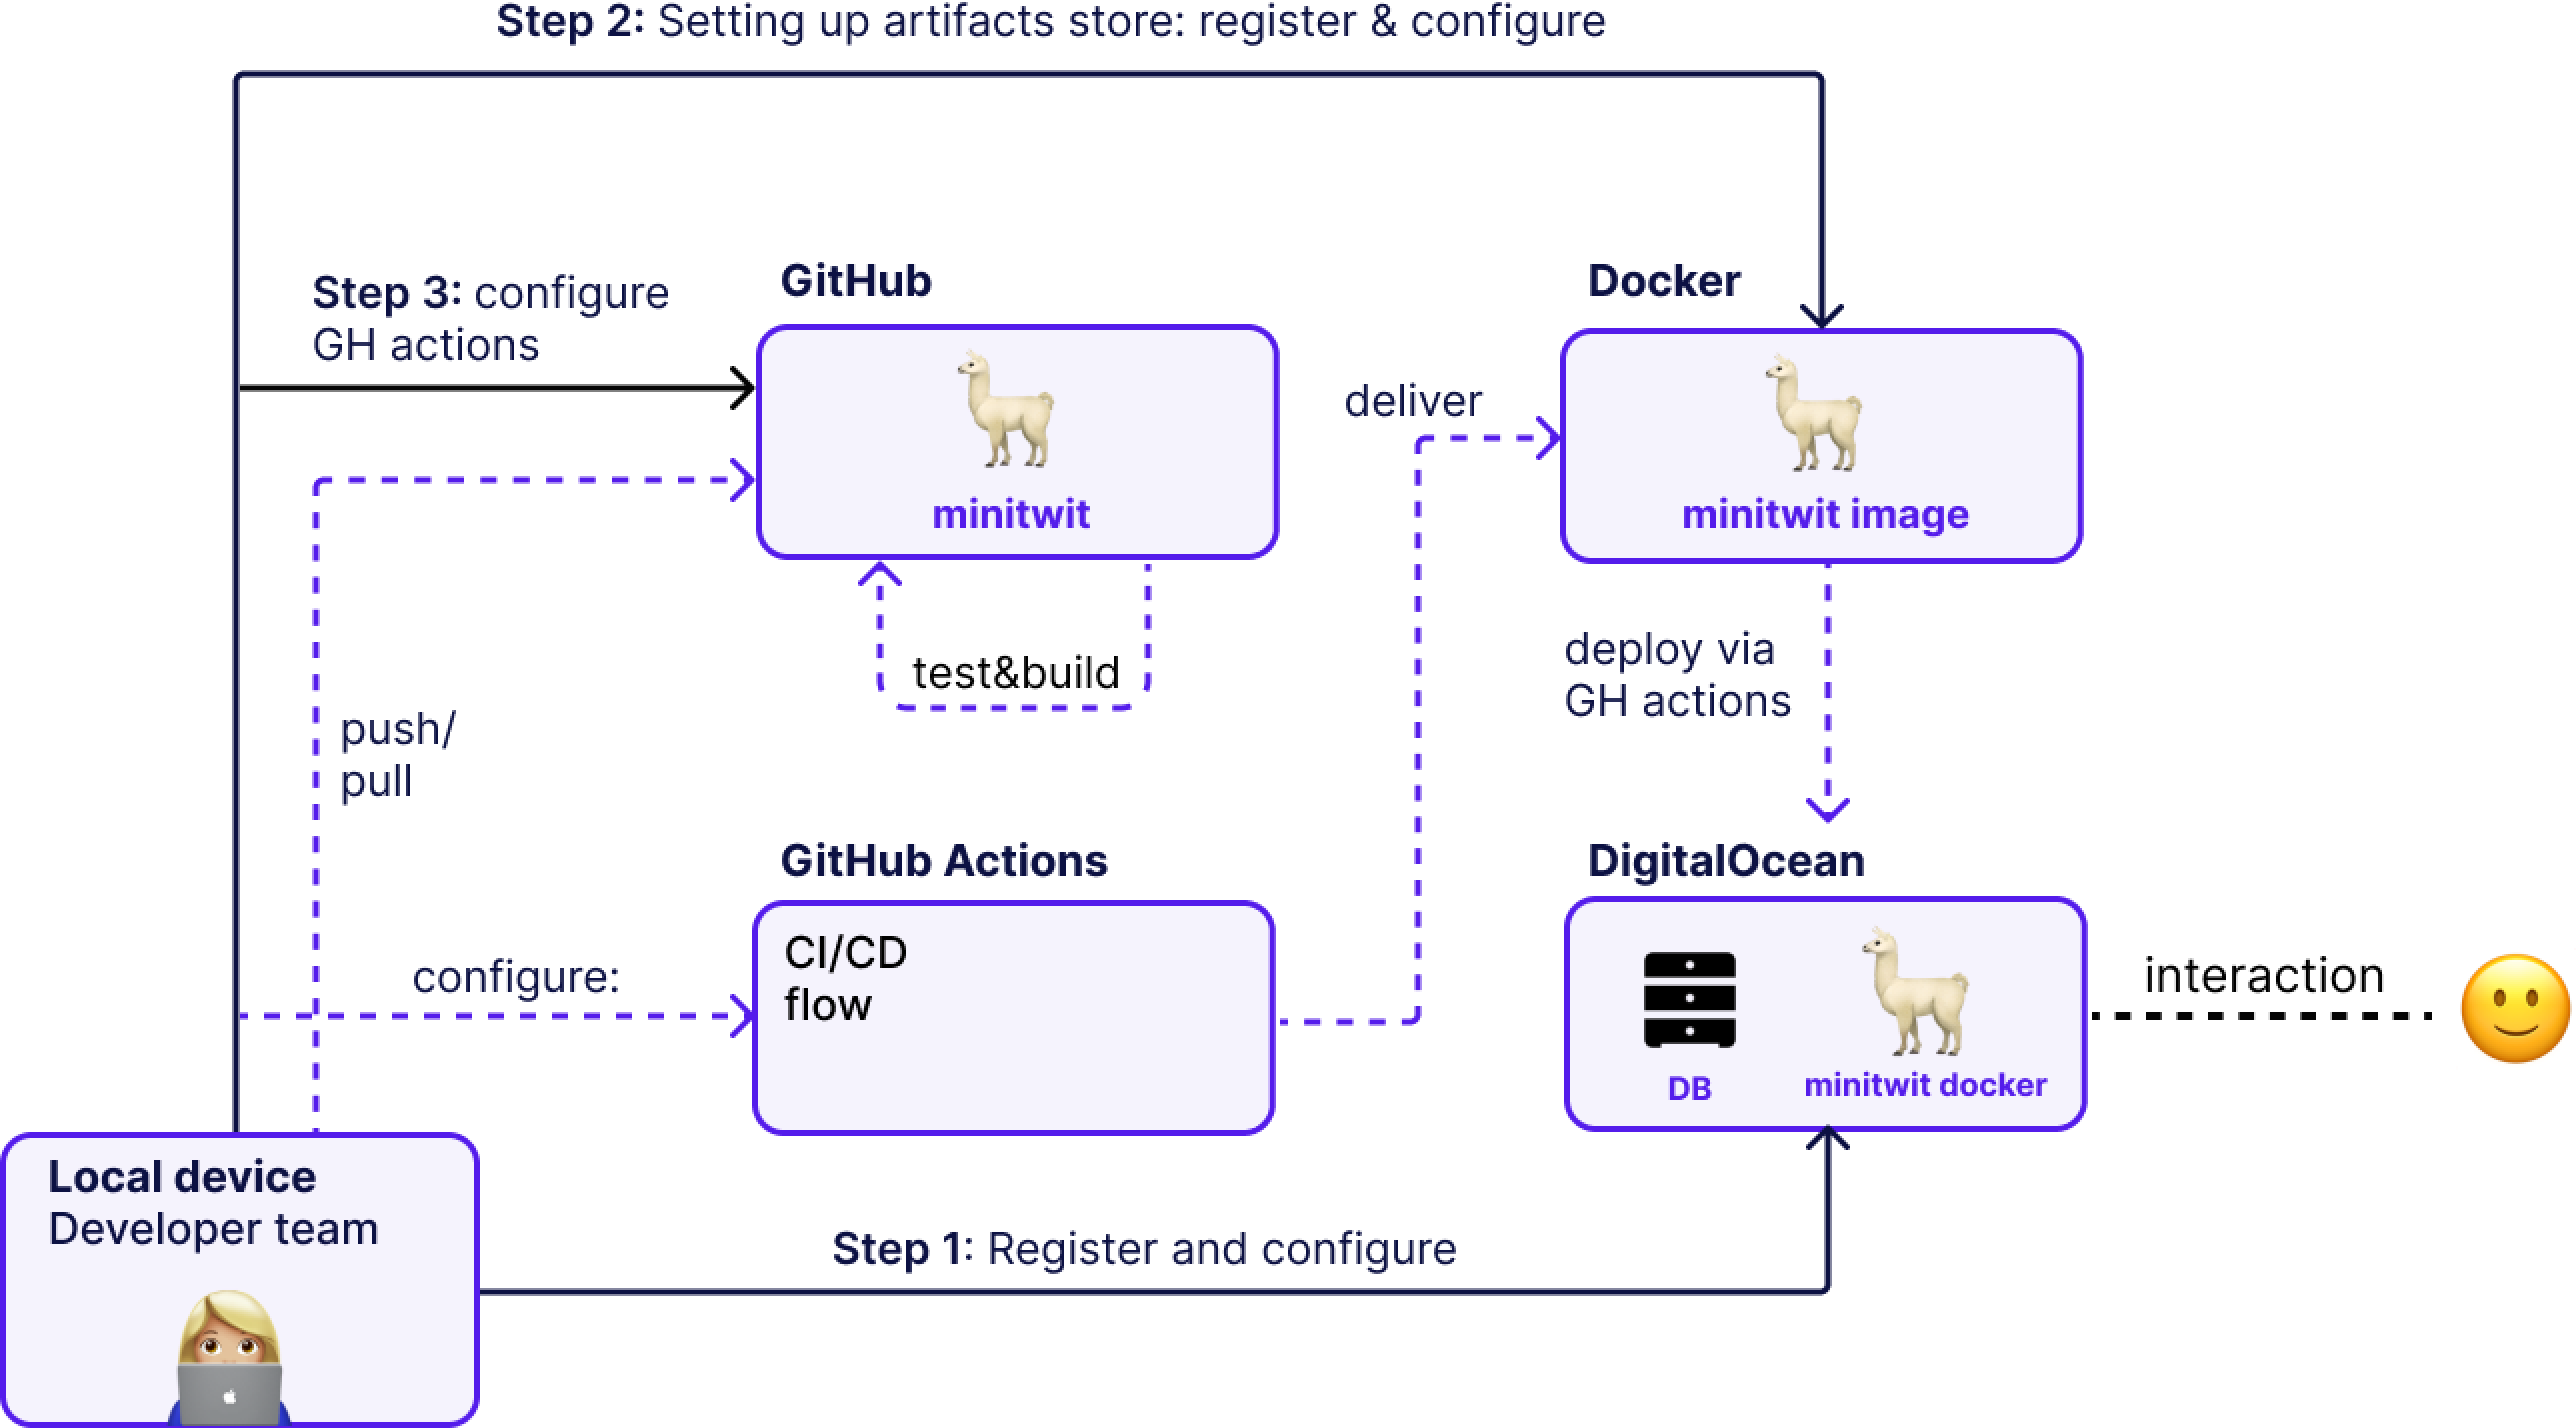 Step 2: Setting up artifacts store: register & configure
Step 3: configure
GH actions
GitHub
minitwit
test&build
Docker
minitwit image
deliver
deploy via
GH actions
push/
pull
configure:
GitHub Actions
CI/CD
flow
DigitalOcean
DB
minitwit docker
interaction
Local device
Developer team
Step 1: Register and configure